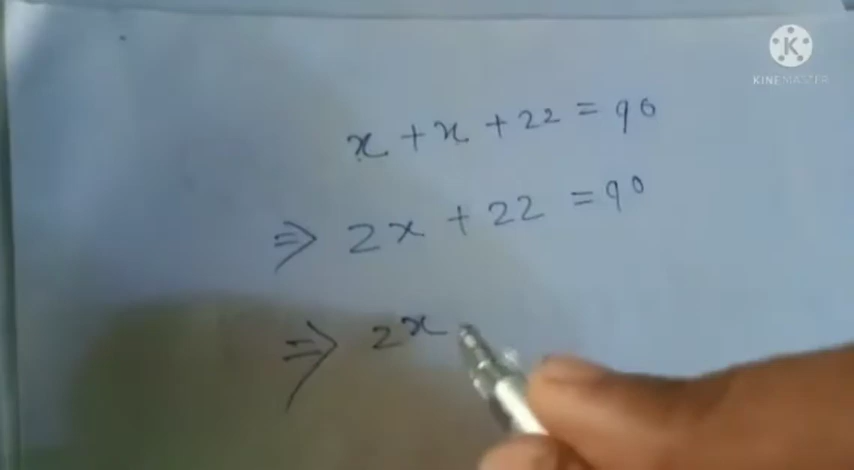 KINEMASTER
x + x + 22 = 90
⇒ 2x + 22 = 90
⇒ 2x